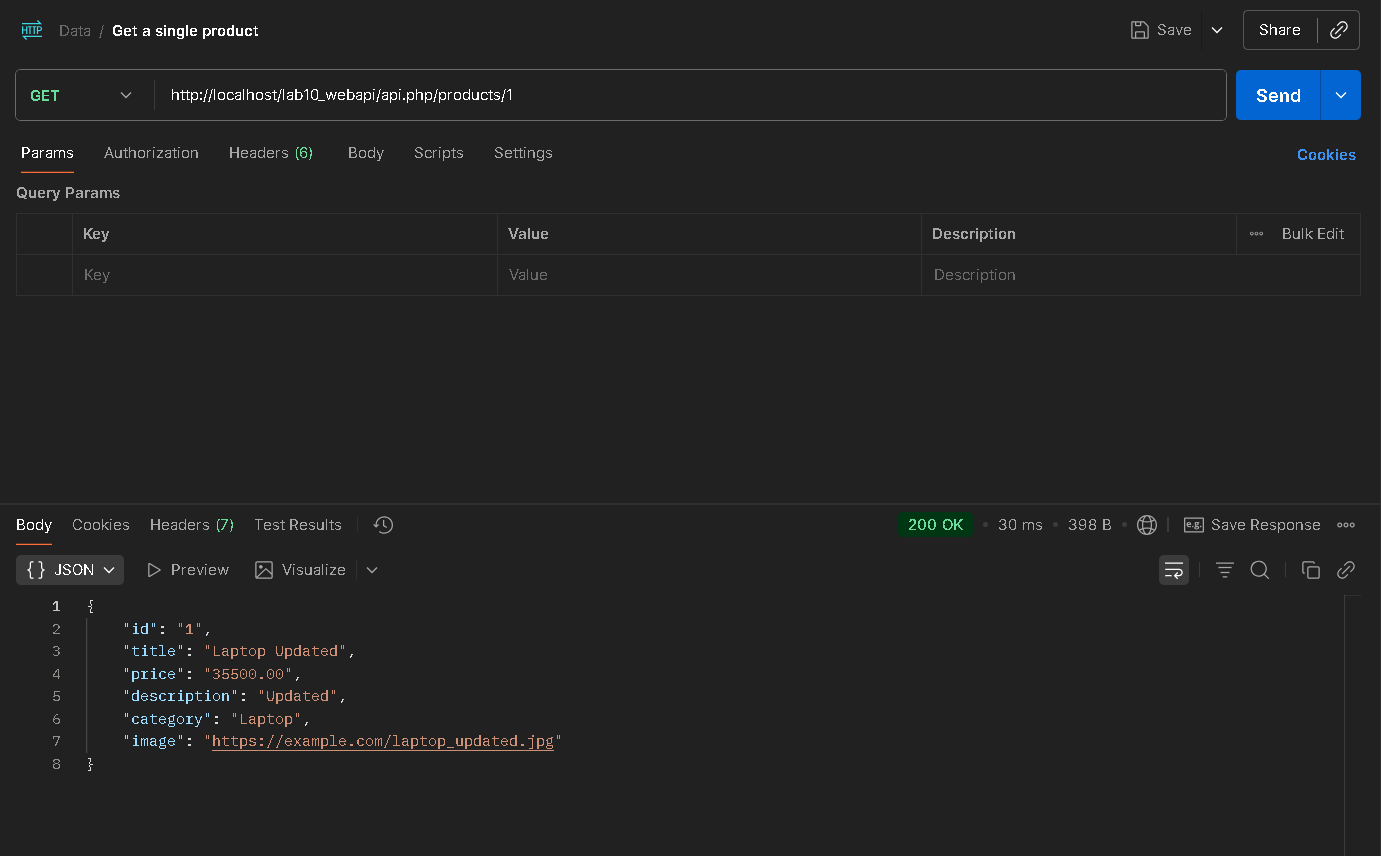 HTTP Data / Get a single product Save Share
GET http://localhost/lab10_webapi/api.php/products/1 Send
Params Authorization Headers (6) Body Scripts Settings Cookies
Query Params
Key Value Description Bulk Edit
Key Value Description
Body Cookies Headers (7) Test Results 200 OK 30 ms 398 B e.g. Save Response
{} JSON Preview Visualize
1 {
2 "id": "1",
3 "title": "Laptop Updated",
4 "price": "35500.00",
5 "description": "Updated",
6 "category": "Laptop",
7 "image": "https://example.com/laptop_updated.jpg"
8 }